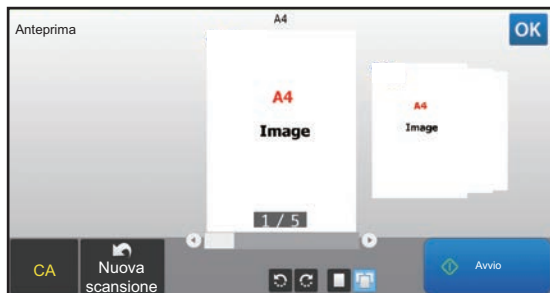 A4
Anteprima
OK
A4
Image
A4
Image
1 / 5
CA
Nuova
scansione
Avvio